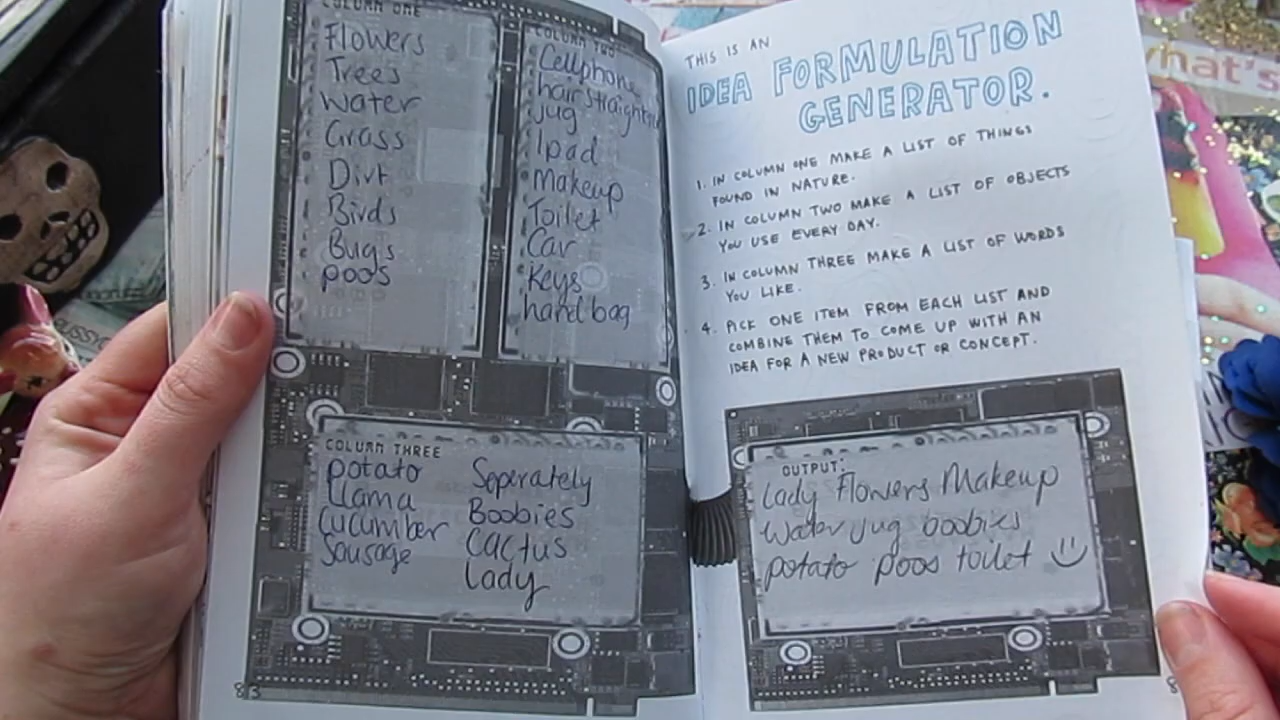 COLUMN ONE
Flowers
Trees
water
Grass
Dirt
Birds
Bugs
poos
COLUMN TWO
Cellphone
hair straightner
jug
Ipad
Makeup
Toilet
Car
Keys
handbag
COLUMN THREE
potato
Llama
Cucumber
Sausage
Seperately
Boobies
Cactus
Lady
83
THIS IS AN
IDEA FORMULATION
GENERATOR.
1. IN COLUMN ONE MAKE A LIST OF THINGS
FOUND IN NATURE.
2. IN COLUMN TWO MAKE A LIST OF OBJECTS
YOU USE EVERY DAY.
3. IN COLUMN THREE MAKE A LIST OF WORDS
YOU LIKE.
4. PICK ONE ITEM FROM EACH LIST AND
COMBINE THEM TO COME UP WITH AN
IDEA FOR A NEW PRODUCT OR CONCEPT.
OUTPUT:
Lady Flowers Makeup
Water jug boobies
potato poos toilet
what's